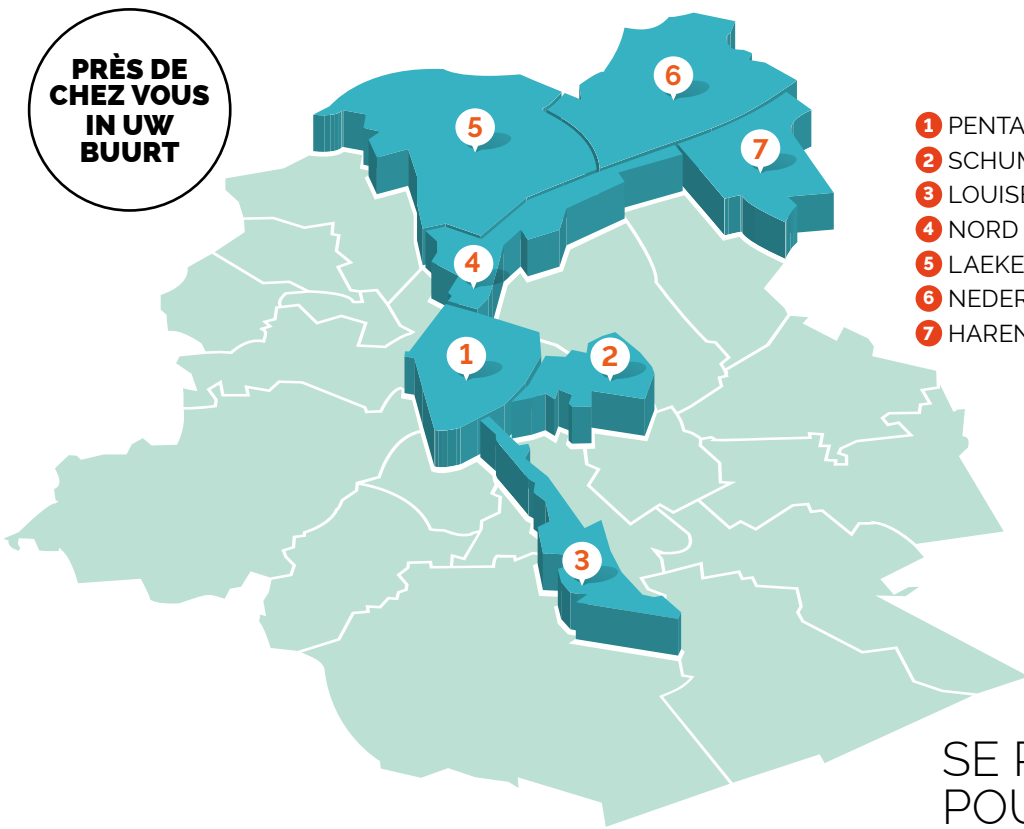 PRÈS DE
CHEZ VOUS
IN UW
BUURT
6
5
7
4
1
2
3
1 PENTA
2 SCHUM
3 LOUISE
4 NORD
5 LAEKE
6 NEDER
7 HAREN
SE
POU